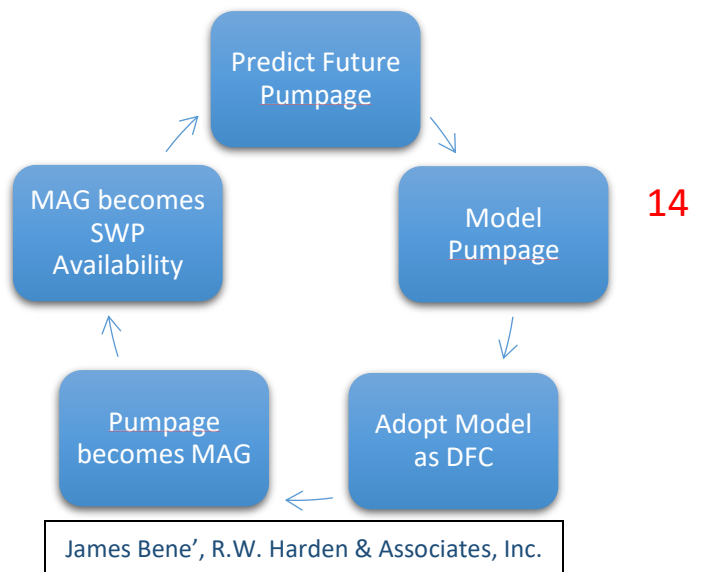 Predict Future
Pumpage
MAG becomes
SWP
Availability
Model
Pumpage
14
Pumpage
becomes MAG
Adopt Model
as DFC
James Bene’, R.W. Harden & Associates, Inc.